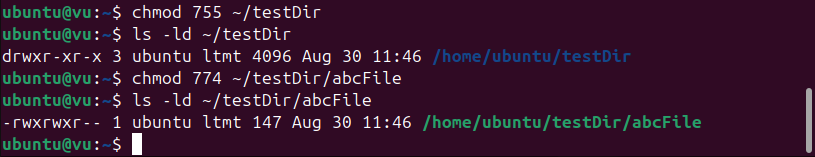 ubuntu@vu:~$ chmod 755 ~/testDir
ubuntu@vu:~$ ls -ld ~/testDir
drwxr-xr-x 3 ubuntu ltmt 4096 Aug 30 11:46 /home/ubuntu/testDir
ubuntu@vu:~$ chmod 774 ~/testDir/abcFile
ubuntu@vu:~$ ls -ld ~/testDir/abcFile
-rwxrwxr-- 1 ubuntu ltmt 147 Aug 30 11:46 /home/ubuntu/testDir/abcFile
ubuntu@vu:~$